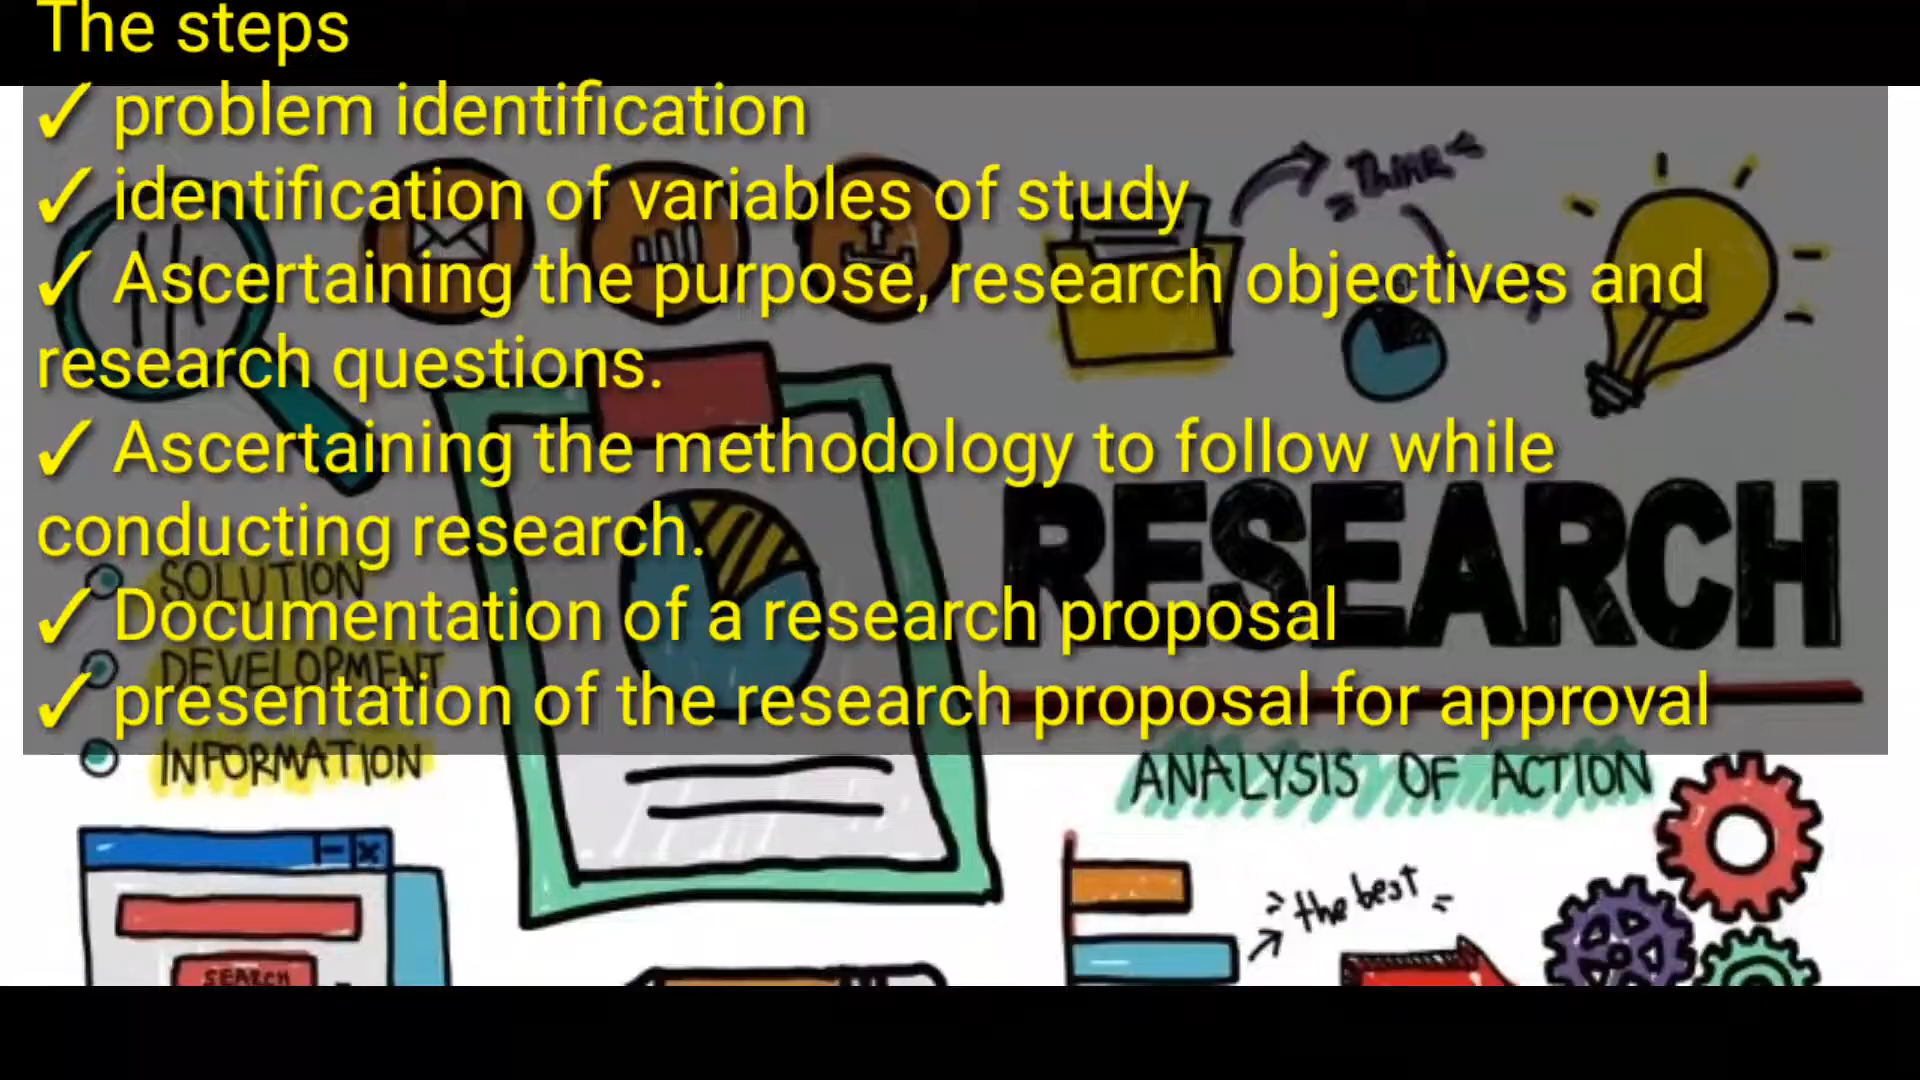 The steps
✓ problem identification
✓ identification of variables of study
✓ Ascertaining the purpose, research objectives and
research questions.
✓ Ascertaining the methodology to follow while
conducting research.
✓ Documentation of a research proposal
✓ presentation of the research proposal for approval
Think
RESEARCH
SOLUTION
DEVELOPMENT
INFORMATION
ANALYSIS OF ACTION
the best
SEARCH